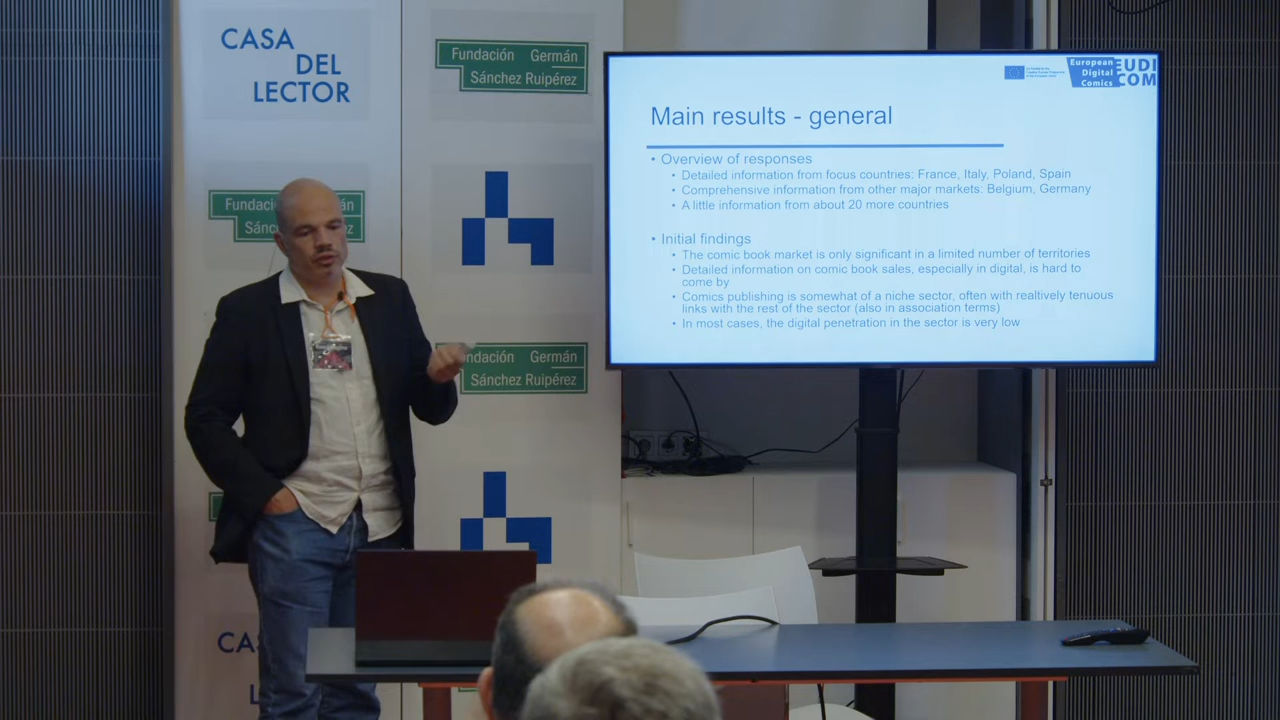 CASA
DEL
LECTOR
Fundación Germán
Sánchez Ruipérez
Fundaci án
Sánc z
ndación Germán
Sánchez Ruipérez
CA
L
European
Digital
Comics
EUDI
COM
Main results - general
• Overview of responses
• Detailed information from focus countries: France, Italy, Poland, Spain
• Comprehensive information from other major markets: Belgium, Germany
• A little information from about 20 more countries
• Initial findings
• The comic book market is only significant in a limited number of territories
• Detailed information on comic book sales, especially in digital, is hard to
come by
• Comics publishing is somewhat of a niche sector, often with realtively tenuous
links with the rest of the sector (also in association terms)
• In most cases, the digital penetration in the sector is very low